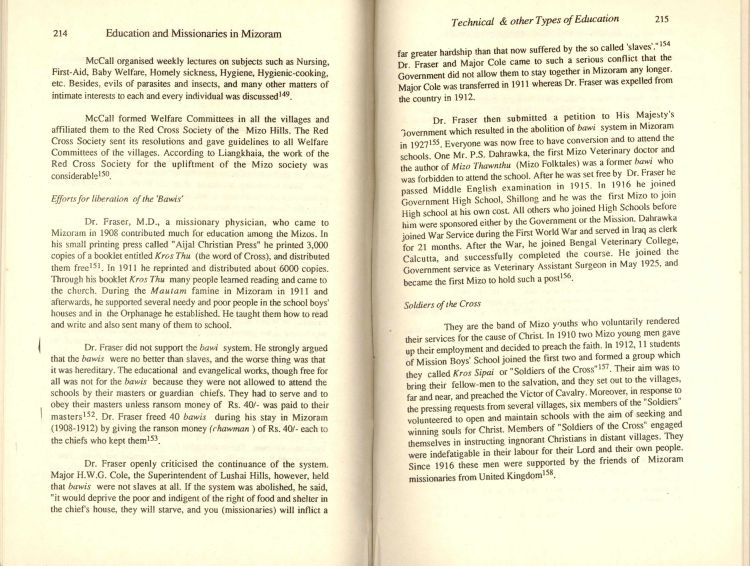 214 Education and Missionaries in Mizoram
McCall organised weekly lectures on subjects such as Nursing,
First-Aid, Baby Welfare, Homely sickness, Hygiene, Hygienic-cooking,
etc. Besides, evils of parasites and insects, and many other matters of
intimate interests to each and every individual was discussed149.
McCall formed Welfare Committees in all the villages and
affiliated them to the Red Cross Society of the Mizo Hills. The Red
Cross Society sent its resolutions and gave guidelines to all Welfare
Committees of the villages. According to Liangkhaia, the work of the
Red Cross Society for the upliftment of the Mizo society was
considerable150.
Efforts for liberation of the 'Bawis'
Dr. Fraser, M.D., a missionary physician, who came to
Mizoram in 1908 contributed much for education among the Mizos. In
his small printing press called "Aijal Christian Press" he printed 3,000
copies of a booklet entitled Kros Thu (the word of Cross), and distributed
them free151. In 1911 he reprinted and distributed about 6000 copies.
Through his booklet Kros Thu many people learned reading and came to
the church. During the Mautam famine in Mizoram in 1911 and
afterwards, he supported several needy and poor people in the school boys'
houses and in the Orphanage he established. He taught them how to read
and write and also sent many of them to school.
Dr. Fraser did not support the bawi system. He strongly argued
that the bawis were no better than slaves, and the worse thing was that
it was hereditary. The educational and evangelical works, though free for
all was not for the bawis because they were not allowed to attend the
schools by their masters or guardian chiefs. They had to serve and to
obey their masters unless ransom money of Rs. 40/- was paid to their
masters152. Dr. Fraser freed 40 bawis during his stay in Mizoram
(1908-1912) by giving the ranson money (chawman ) of Rs. 40/- each to
the chiefs who kept them153.
Dr. Fraser openly criticised the continuance of the system.
Major H.W.G. Cole, the Superintendent of Lushai Hills, however, held
that bawis were not slaves at all. If the system was abolished, he said,
"it would deprive the poor and indigent of the right of food and shelter in
the chief's house, they will starve, and you (missionaries) will inflict a
Technical & other Types of Education 215
far greater hardship than that now suffered by the so called 'slaves'."154
Dr. Fraser and Major Cole came to such a serious conflict that the
Government did not allow them to stay together in Mizoram any longer.
Major Cole was transferred in 1911 whereas Dr. Fraser was expelled from
the country in 1912.
Dr. Fraser then submitted a petition to His Majesty's
Government which resulted in the abolition of bawi system in Mizoram
in 1927155. Everyone was now free to have conversion and to attend the
schools. One Mr. P.S. Dahrawka, the first Mizo Veterinary doctor and
the author of Mizo Thawnthu (Mizo Folktales) was a former bawi who
was forbidden to attend the school. After he was set free by Dr. Fraser he
passed Middle English examination in 1915. In 1916 he joined
Government High School, Shillong and he was the first Mizo to join
High school at his own cost. All others who joined High Schools before
him were sponsored either by the Government or the Mission. Dahrawka
joined War Service during the First World War and served in Iraq as clerk
for 21 months. After the War, he joined Bengal Veterinary College,
Calcutta, and successfully completed the course. He joined the
Government service as Veterinary Assistant Surgeon in May 1925, and
became the first Mizo to hold such a post156.
Soldiers of the Cross
They are the band of Mizo youths who voluntarily rendered
their services for the cause of Christ. In 1910 two Mizo young men gave
up their employment and decided to preach the faith. In 1912, 11 students
of Mission Boys' School joined the first two and formed a group which
they called Kros Sipai or "Soldiers of the Cross"157. Their aim was to
bring their fellow-men to the salvation, and they set out to the villages,
far and near, and preached the Victor of Cavalry. Moreover, in response to
the pressing requests from several villages, six members of the "Soldiers"
volunteered to open and maintain schools with the aim of seeking and
winning souls for Christ. Members of "Soldiers of the Cross" engaged
themselves in instructing ingnorant Christians in distant villages. They
were indefatigable in their labour for their Lord and their own people.
Since 1916 these men were supported by the friends of Mizoram
missionaries from United Kingdom158.